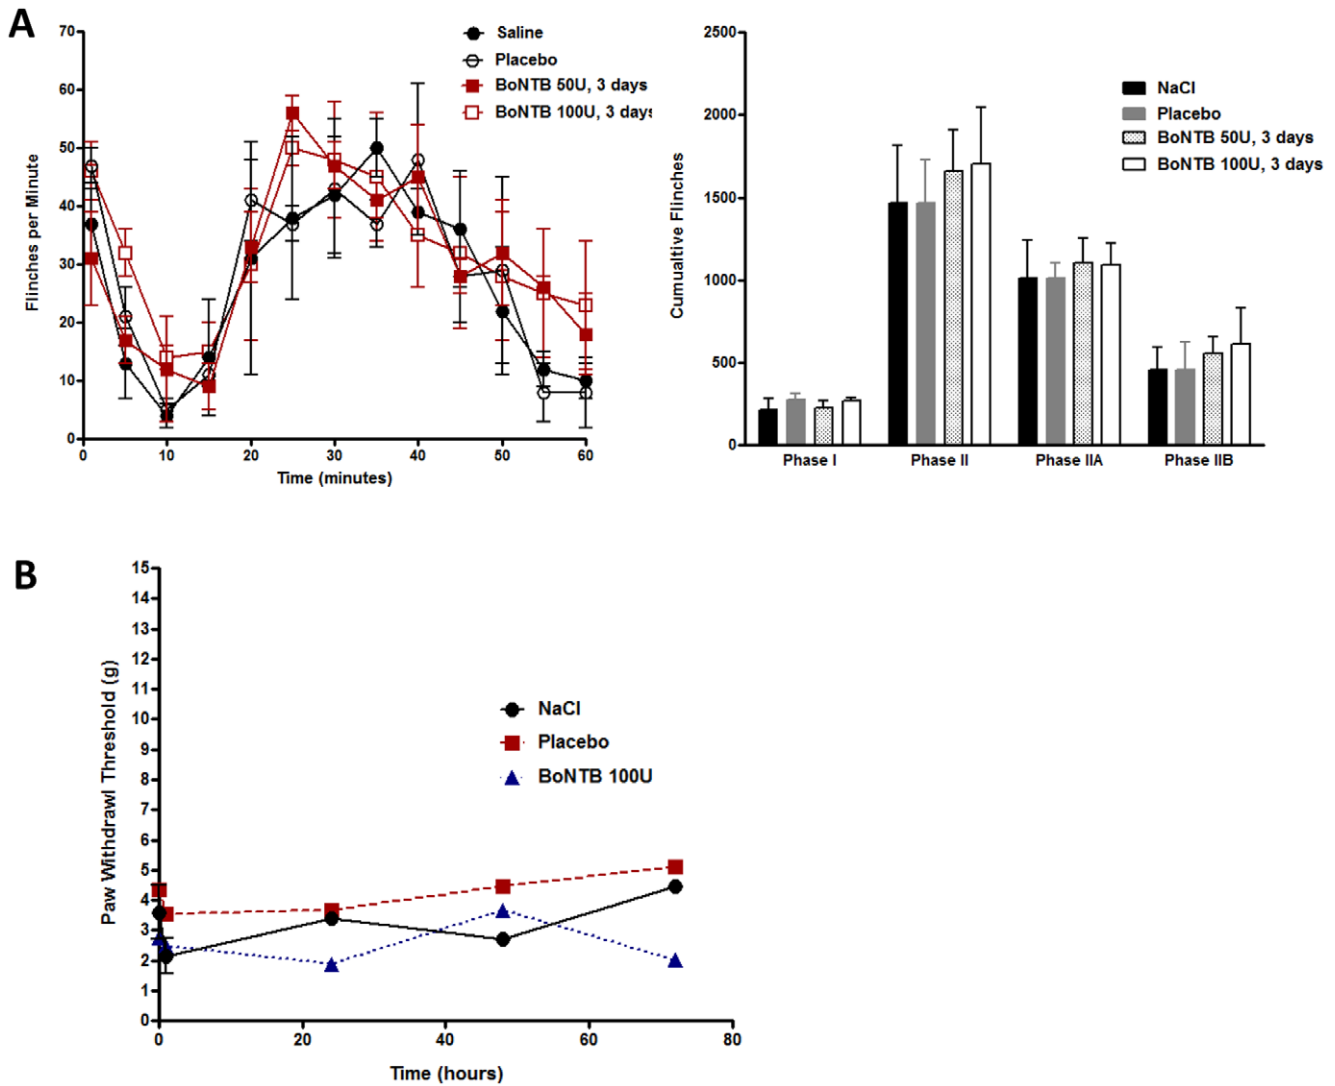 A
70
60
50
40
30
20
10
0
Flinches per Minute
0 10 20 30 40 50 60
Time (minutes)
Saline
Placebo
BoNTB 50U, 3 days
BoNTB 100U, 3 days
2500
2000
1500
1000
500
0
Cumualtive Flinches
Phase I Phase II Phase IIA Phase IIB
NaCl
Placebo
BoNTB 50U, 3 days
BoNTB 100U, 3 days
B
15
14
13
12
11
10
9
8
7
6
5
4
3
2
1
0
Paw Withdrawl Threshold (g)
0 20 40 60 80
Time (hours)
NaCl
Placebo
BoNTB 100U